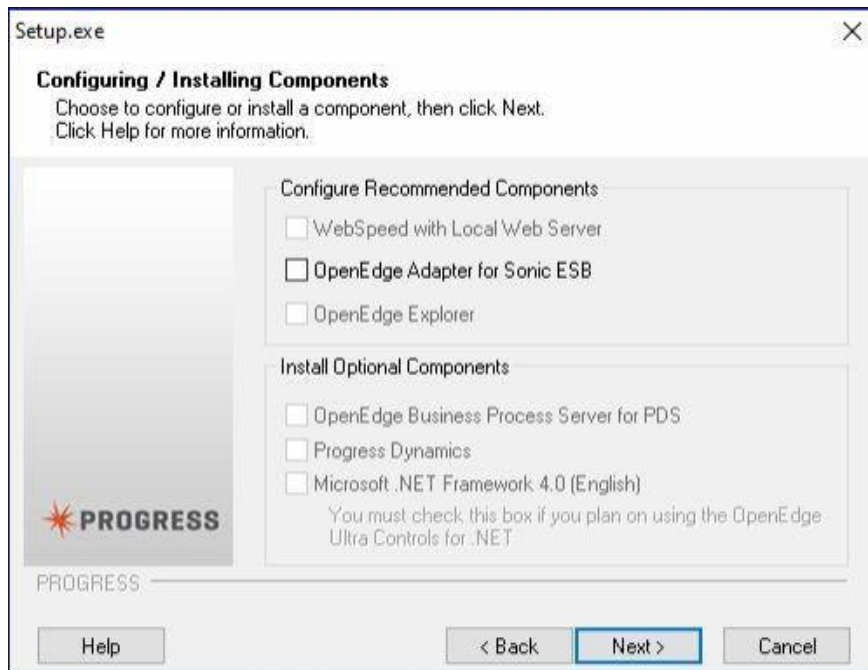 Setup.exe
Configuring / Installing Components
Choose to configure or install a component, then click Next.
Click Help for more information.
Configure Recommended Components
WebSpeed with Local Web Server
OpenEdge Adapter for Sonic ESB
OpenEdge Explorer
Install Optional Components
OpenEdge Business Process Server for PDS
Progress Dynamics
Microsoft .NET Framework 4.0 (English)
You must check this box if you plan on using the OpenEdge
Ultra Controls for .NET
PROGRESS
PROGRESS
Help
< Back
Next >
Cancel